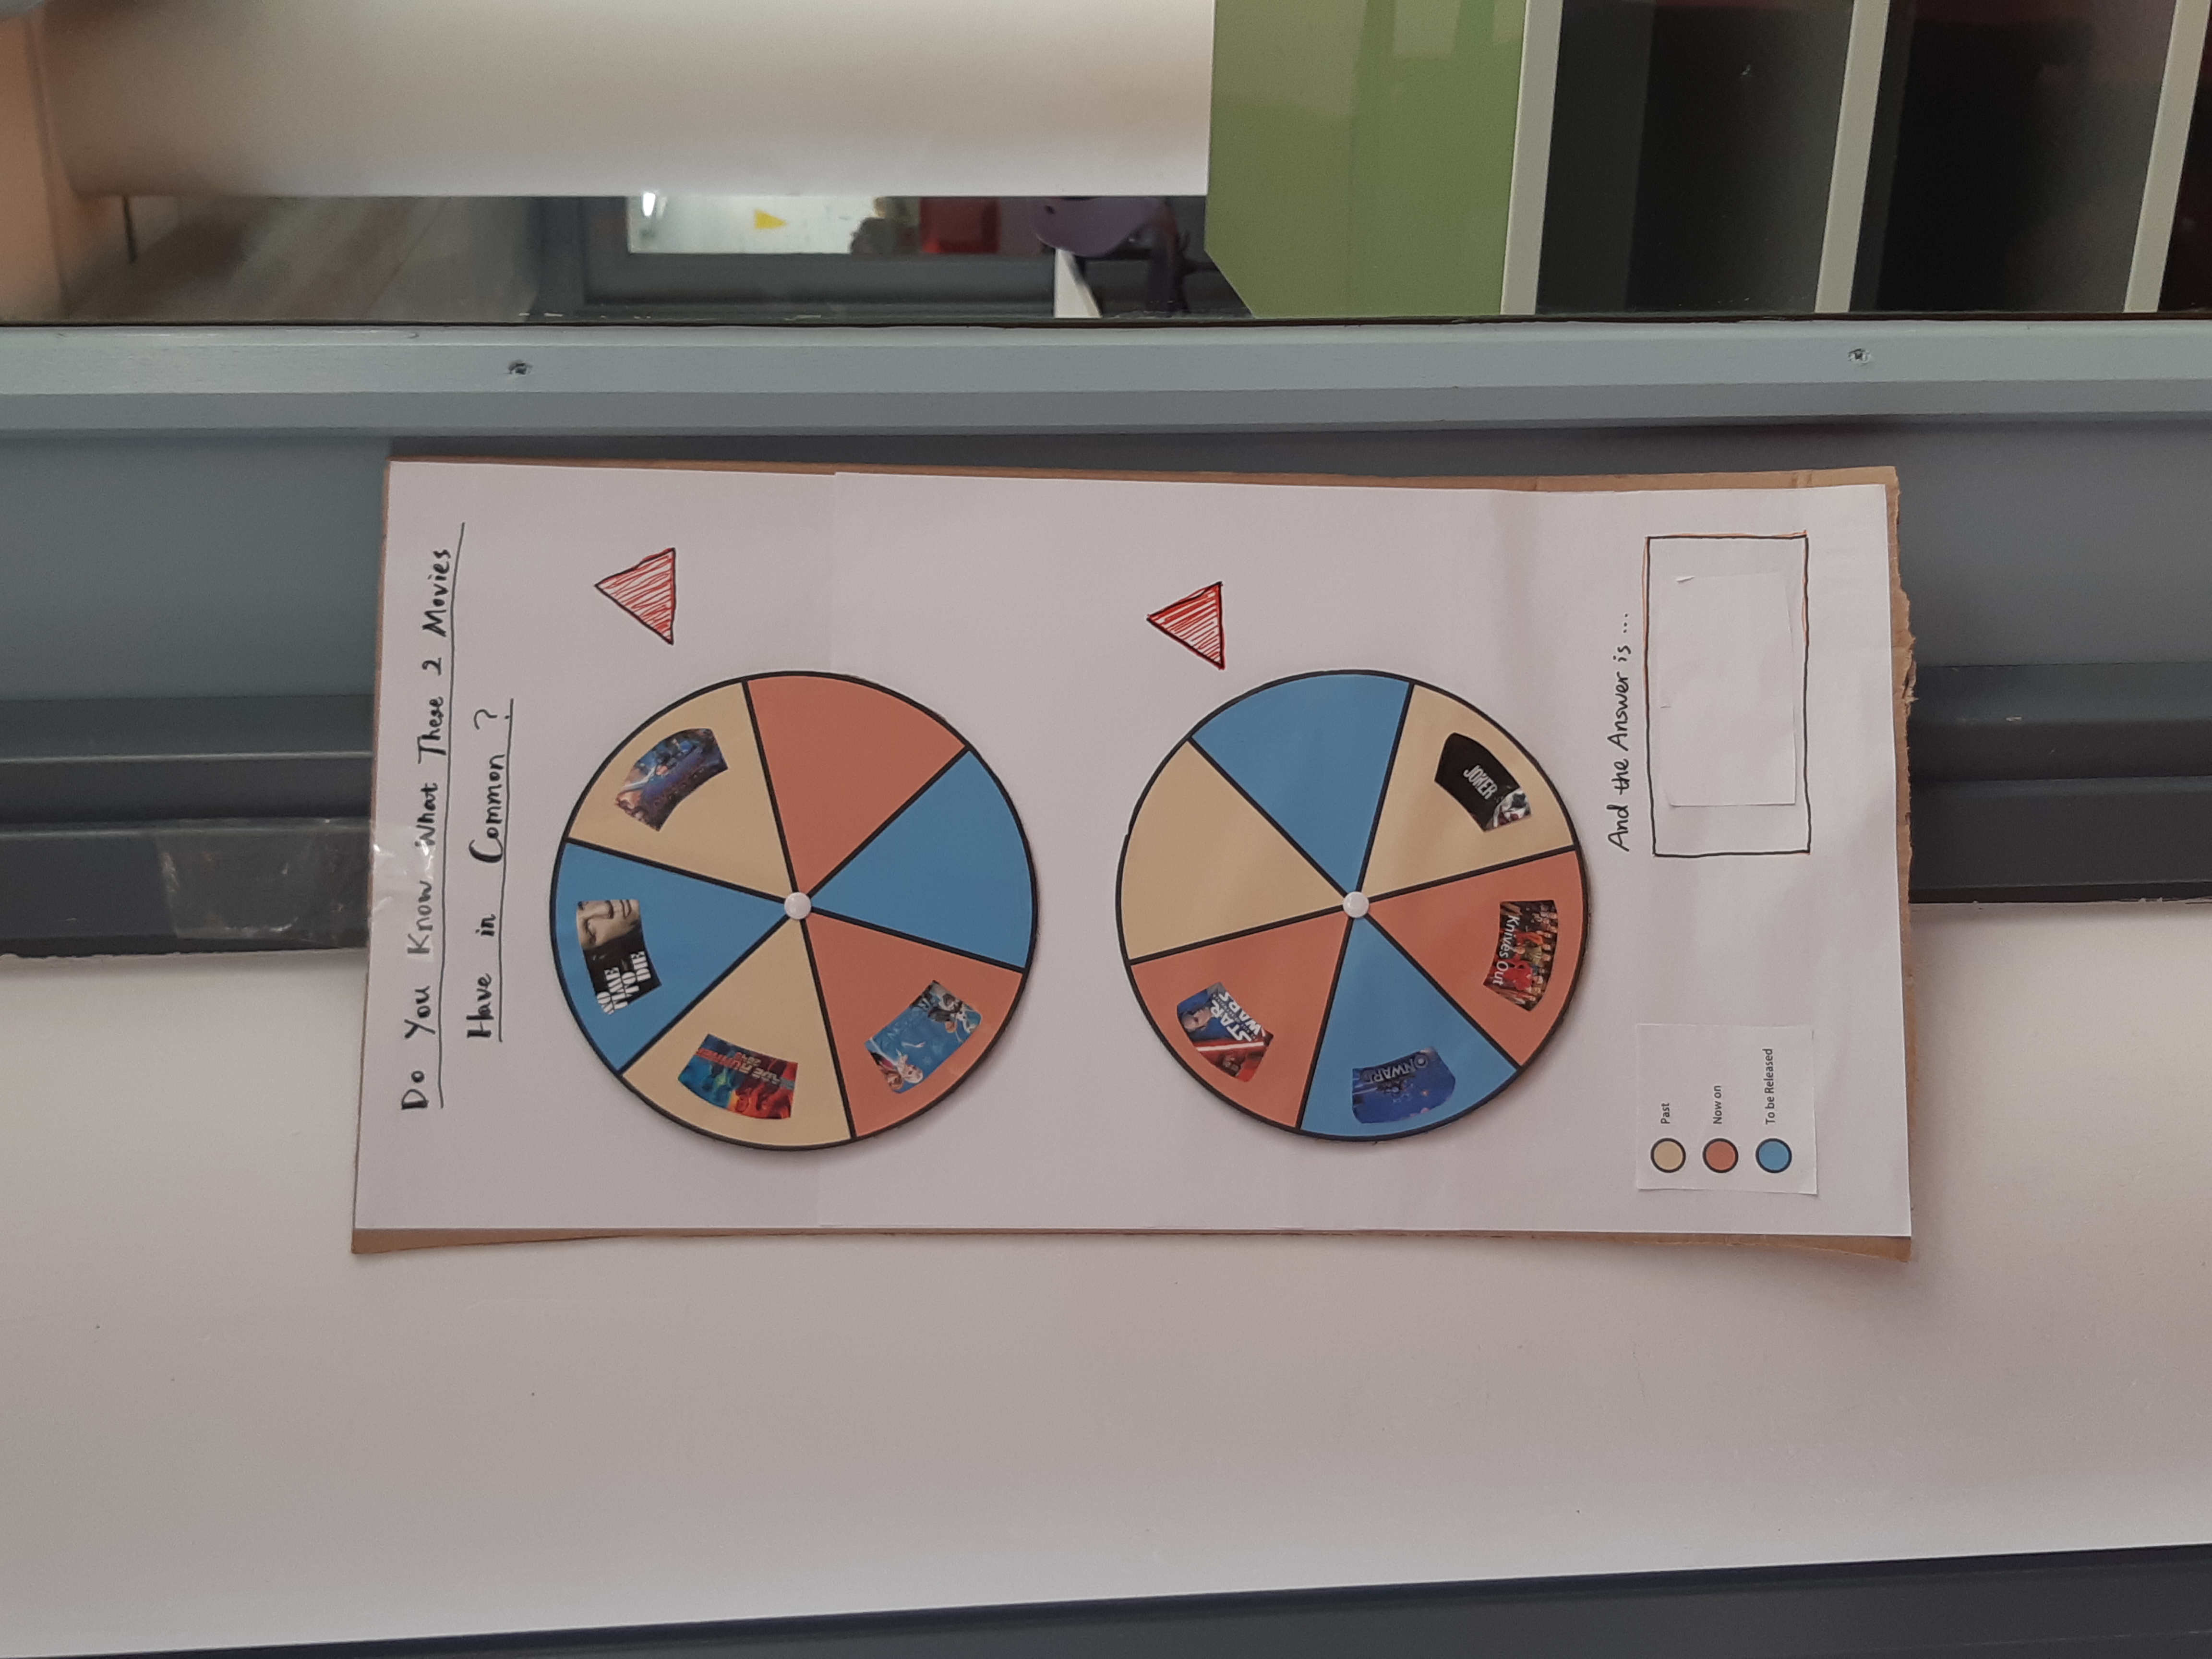 Do You Know What These 2 Movies
Have in Common ?
NO
TIME
TO
DIE
STAR
WARS
ONWARD
Knives Out
JOKER
And the Answer is ...
Past
Now on
To be Released